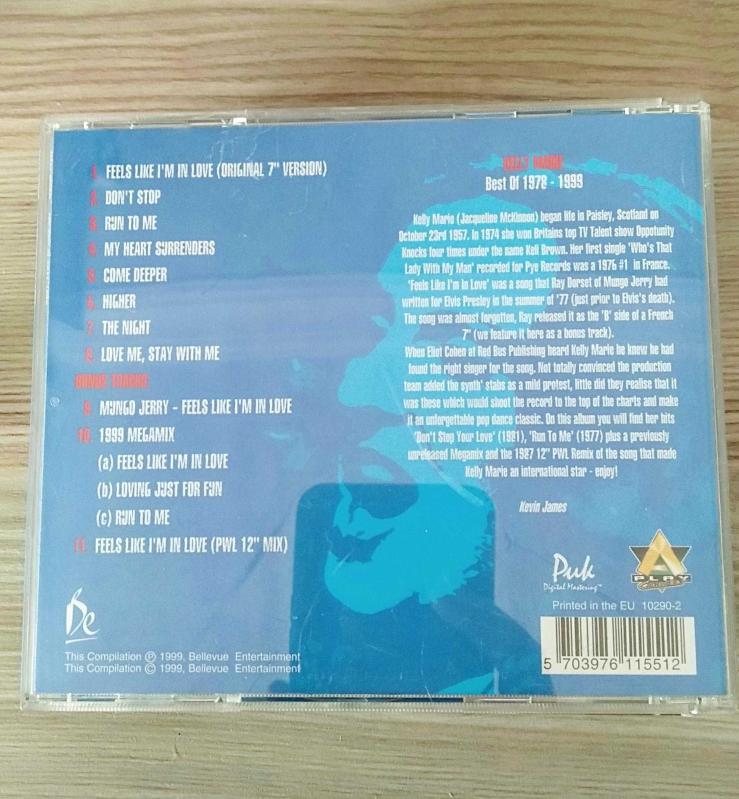 1. FEELS LIKE I'M IN LOVE (ORIGINAL 7" VERSION)
2. DON'T STOP
3. RUN TO ME
4. MY HEART SURRENDERS
5. COME DEEPER
6. HIGHER
7. THE NIGHT
8. LOVE ME, STAY WITH ME
BONUS TRACKS
9. MUNGO JERRY - FEELS LIKE I'M IN LOVE
10. 1999 MEGAMIX
(a) FEELS LIKE I'M IN LOVE
(b) LOVING JUST FOR FUN
(c) RUN TO ME
11. FEELS LIKE I'M IN LOVE (PWL 12" MIX)
De
This Compilation ℗ 1999, Bellevue Entertainment
This Compilation © 1999, Bellevue Entertainment
KELLY MARIE
Best Of 1978 - 1999
Kelly Marie (Jacqueline McKinnon) began life in Paisley, Scotland on
October 23rd 1957. In 1974 she won Britains top TV Talent show Oppotunity
Knocks four times under the name Keli Brown. Her first single 'Who's That
Lady With My Man' recorded for Pye Records was a 1976 #1 in France.
'Feels Like I'm In Love' was a song that Ray Dorset of Mungo Jerry had
written for Elvis Presley in the summer of '77 (just prior to Elvis's death).
The song was almost forgotten, Ray released it as the 'B' side of a French
7" (we feature it here as a bonus track).
When Eliot Cohen at Red Bus Publishing heard Kelly Marie he knew he had
found the right singer for the song. Not totally convinced the production
team added the synth' stabs as a mild protest, little did they realise that it
was these which would shoot the record to the top of the charts and make
it an unforgettable pop dance classic. On this album you will find her hits
'Don't Stop Your Love' (1981), 'Run To Me' (1977) plus a previously
unreleased Megamix and the 1987 12" PWL Remix of the song that made
Kelly Marie an international star - enjoy!
Kevin James
Puk
Digital Mastering™
A
PLAY
Printed in the EU 10290-2
5 703976 115512